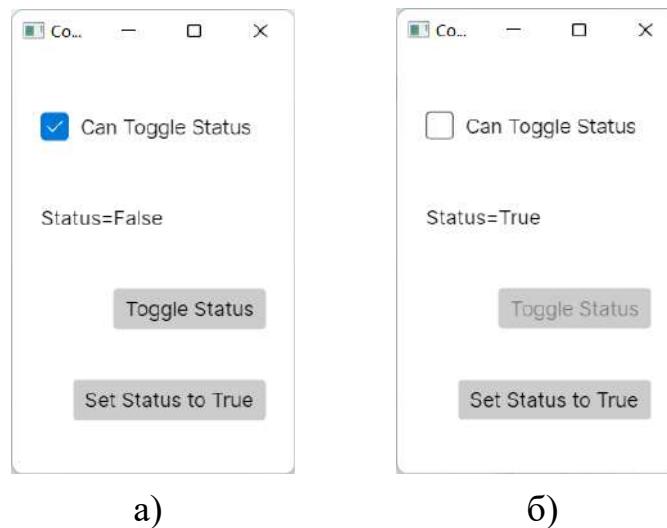 Co...
Can Toggle Status
Status=False
Toggle Status
Set Status to True
а)
Co...
Can Toggle Status
Status=True
Toggle Status
Set Status to True
б)